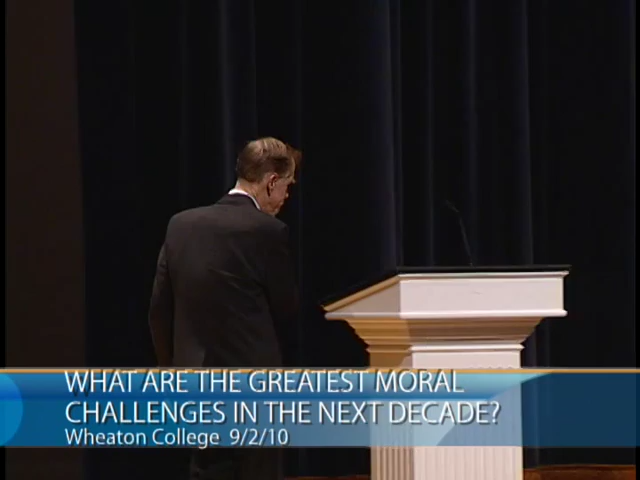 WHAT ARE THE GREATEST MORAL
CHALLENGES IN THE NEXT DECADE?
Wheaton College 9/2/10